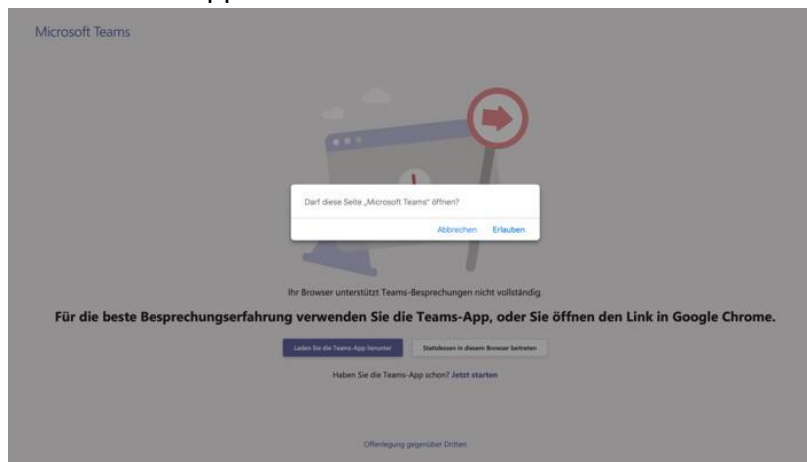 Microsoft Teams
Darf diese Seite „Microsoft Teams“ öffnen?
Abbrechen Erlauben
Ihr Browser unterstützt Teams-Besprechungen nicht vollständig.
Für die beste Besprechungserfahrung verwenden Sie die Teams-App, oder Sie öffnen den Link in Google Chrome.
Laden Sie die Teams-App herunter Stattdessen in diesem Browser beitreten
Haben Sie die Teams-App schon? Jetzt starten
Offenlegung gegenüber Dritten